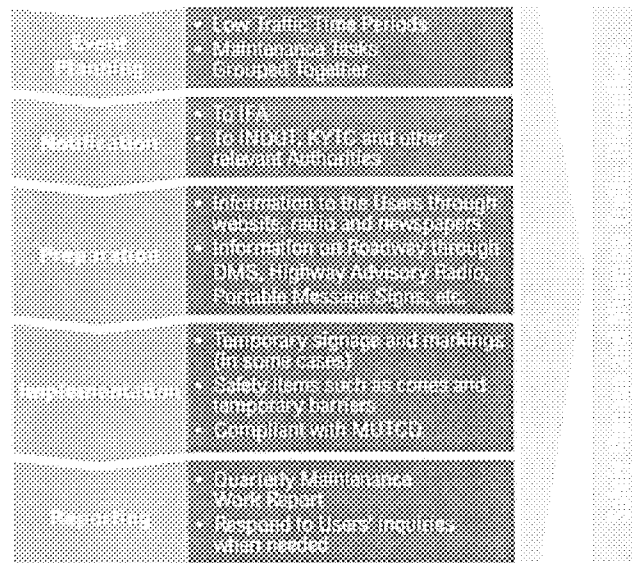 Event
Planning
• Low Traffic Time Periods
• Maintenance Tasks
Grouped Together
Notification
• To IFA
• To INDOT, KYTC and other
relevant Authorities
Preparation
• Information to the Users through
website, radio and newspapers
• Information on Roadway through
DMS, Highway Advisory Radio,
Portable Message Signs, etc.
Implementation
• Temporary signage and markings
(in some cases)
• Safety items such as cones and
temporary barriers
• Compliant with MUTCD
Reporting
• Quarterly Maintenance
Work Report
• Respond to Users' inquiries
when needed